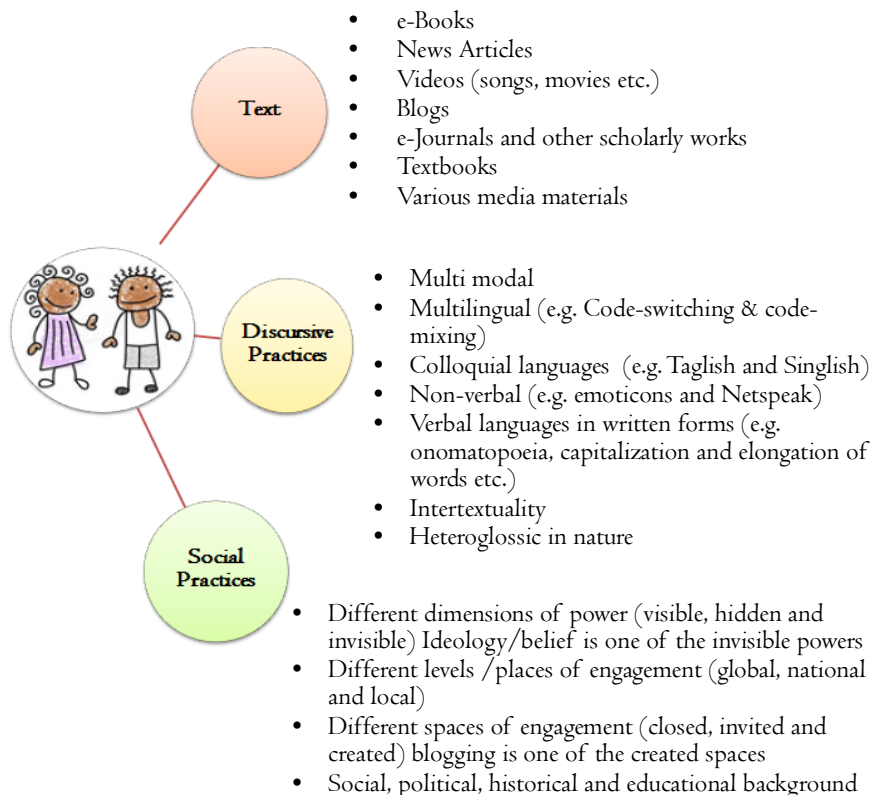 Text
• e-Books
• News Articles
• Videos (songs, movies etc.)
• Blogs
• e-Journals and other scholarly works
• Textbooks
• Various media materials
Discursive
Practices
• Multi modal
• Multilingual (e.g. Code-switching & code-
mixing)
• Colloquial languages (e.g. Taglish and Singlish)
• Non-verbal (e.g. emoticons and Netspeak)
• Verbal languages in written forms (e.g.
onomatopoeia, capitalization and elongation of
words etc.)
• Intertextuality
• Heteroglossic in nature
Social
Practices
• Different dimensions of power (visible, hidden and
invisible) Ideology/belief is one of the invisible powers
• Different levels /places of engagement (global, national
and local)
• Different spaces of engagement (closed, invited and
created) blogging is one of the created spaces
• Social, political, historical and educational background